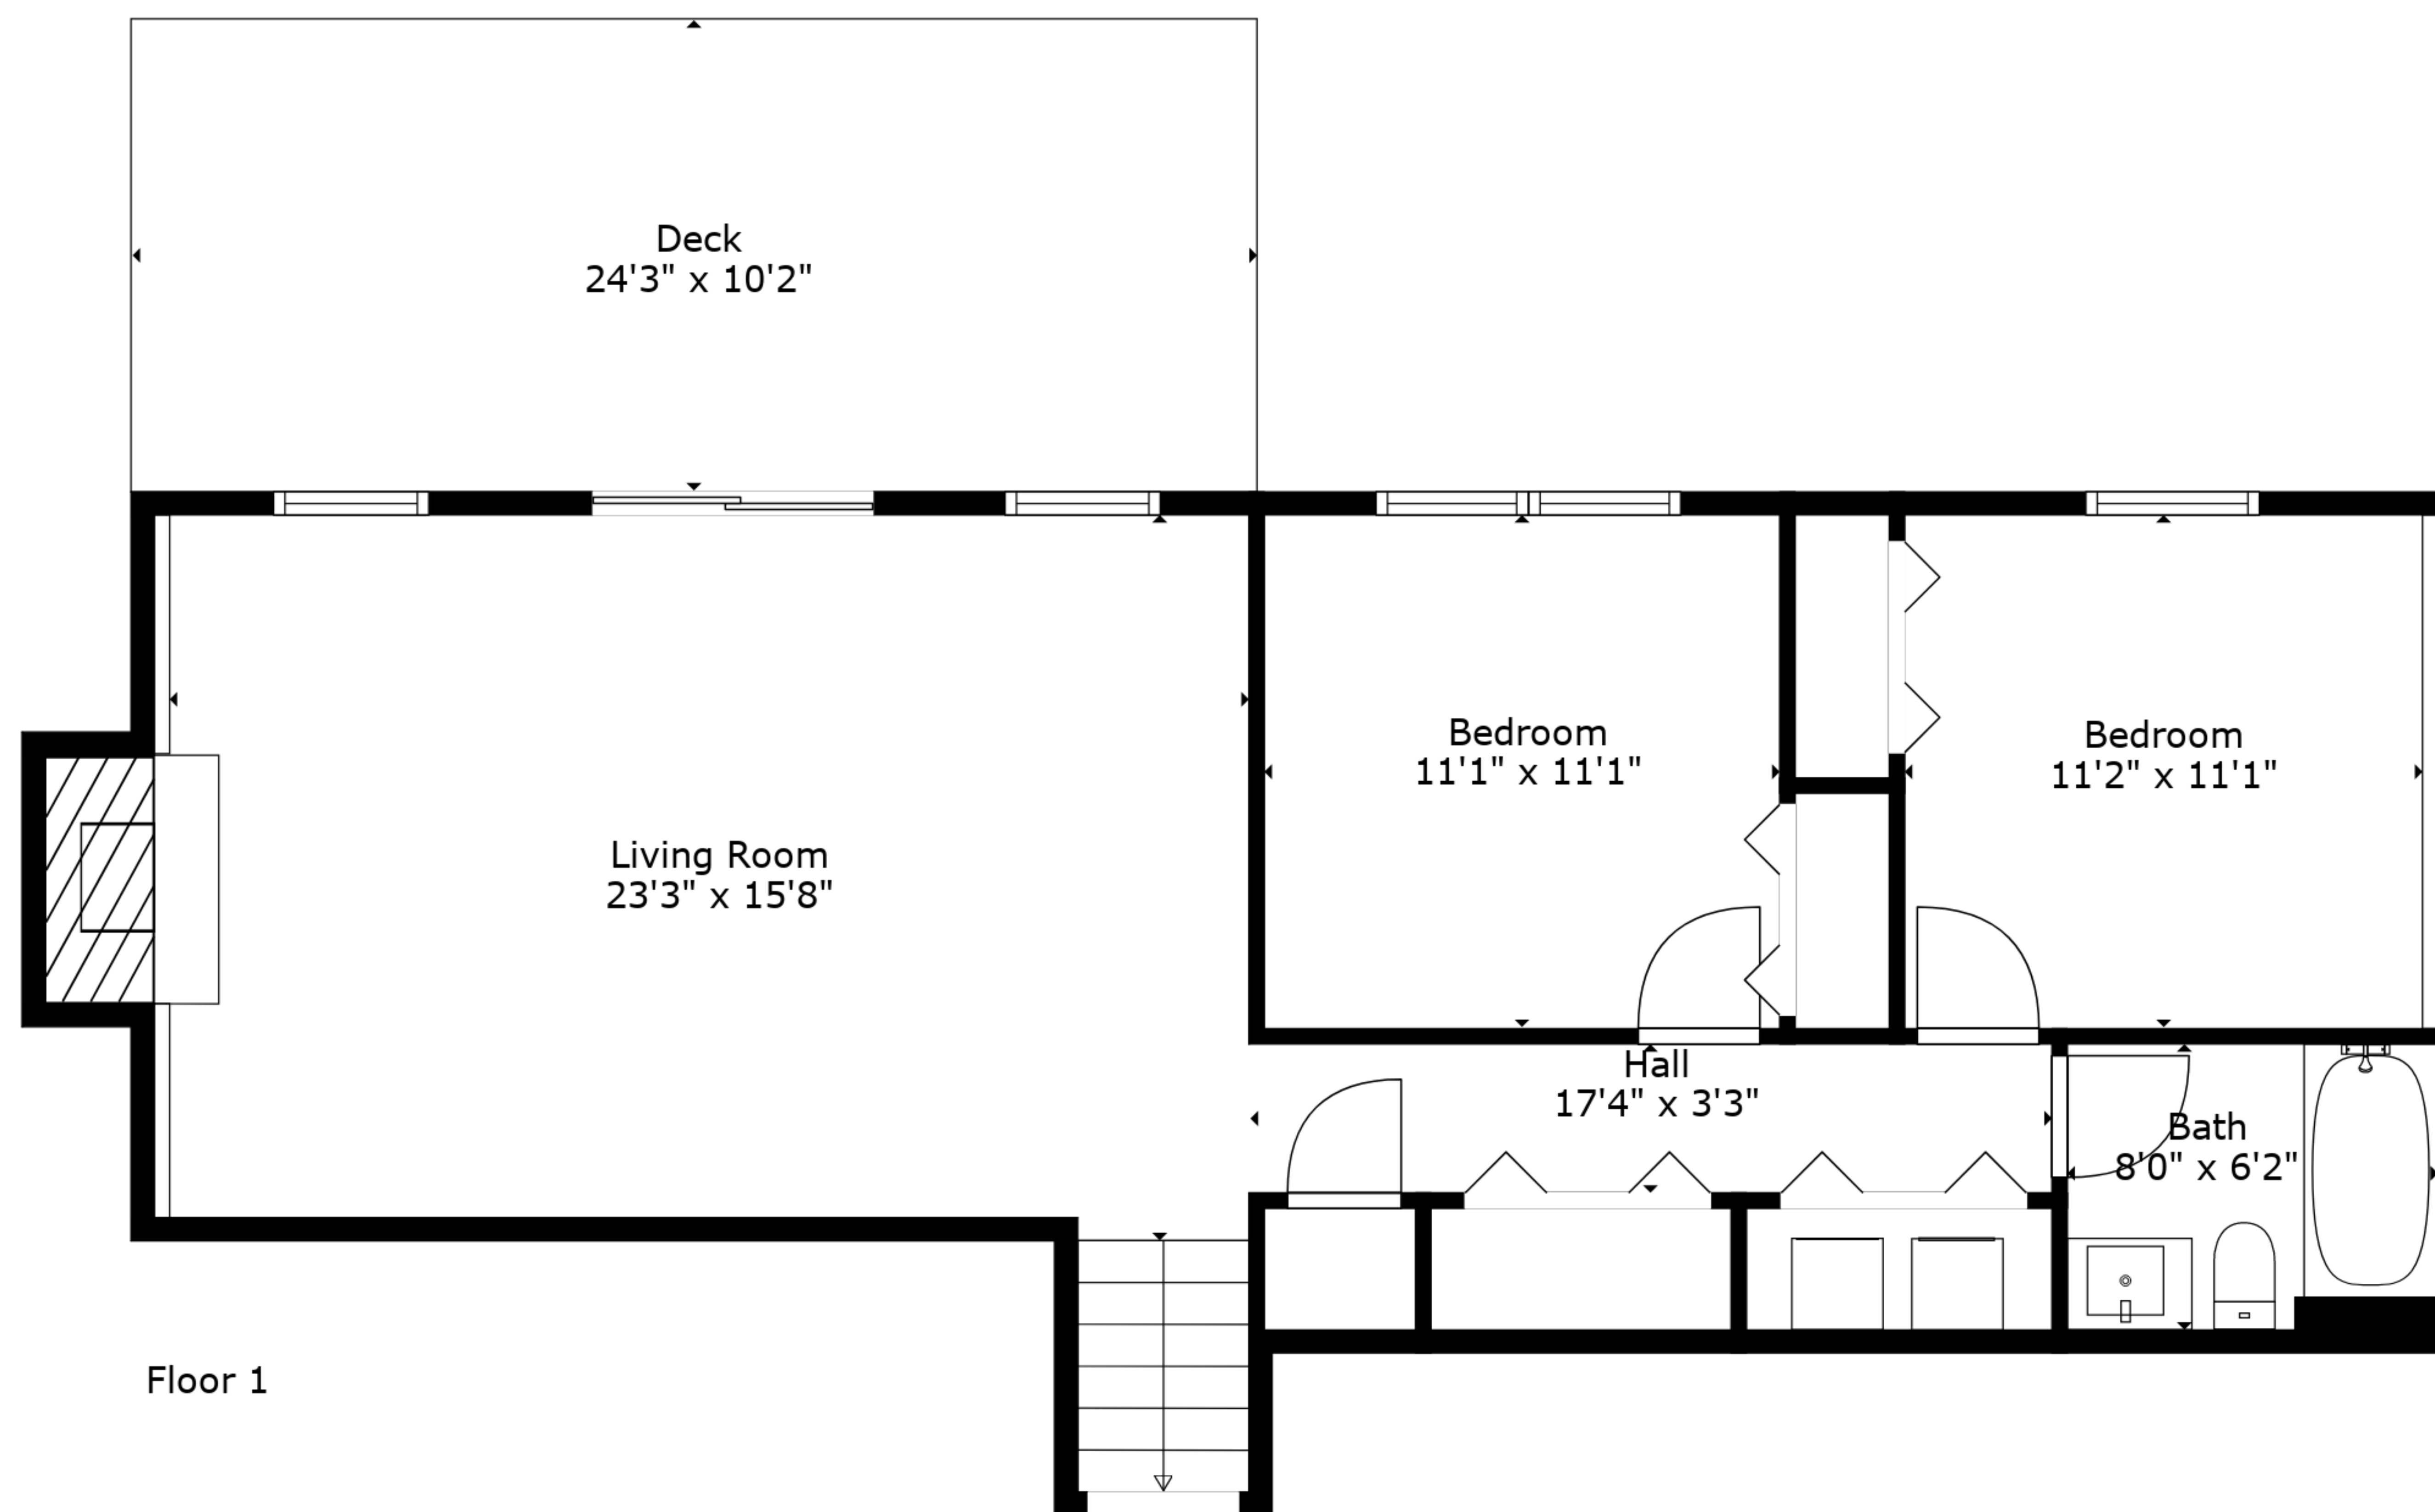 Deck
24'3" x 10'2"
Bedroom
11'1" x 11'1"
Bedroom
11'2" x 11'1"
Living Room
23'3" x 15'8"
Hall
17'4" x 3'3"
Bath
8'0" x 6'2"
Floor 1